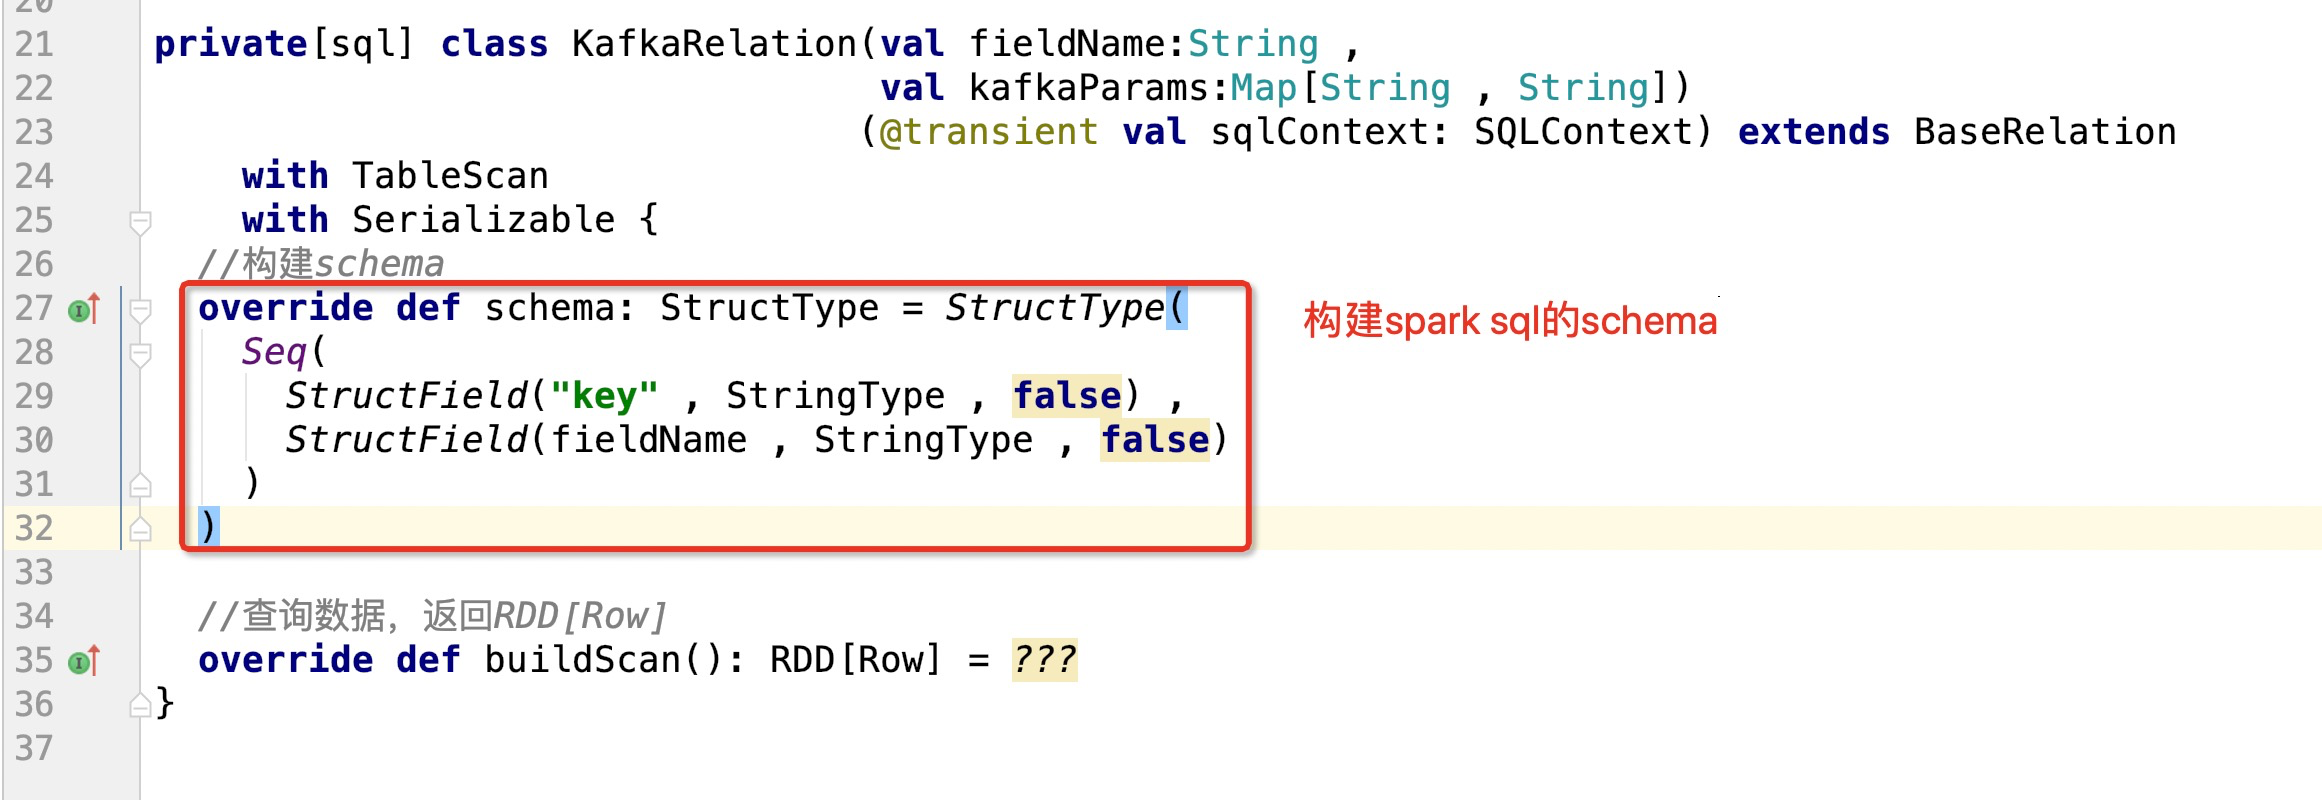 20
21 private[sql] class KafkaRelation(val fieldName:String ,
22 val kafkaParams:Map[String , String])
23 (@transient val sqlContext: SQLContext) extends BaseRelation
24 with TableScan
25 with Serializable {
26 //构建schema
27 override def schema: StructType = StructType(
构建spark sql的schema
28 Seq(
29 StructField("key" , StringType , false) ,
30 StructField(fieldName , StringType , false)
31 )
32 )
33
34 //查询数据，返回RDD[Row]
35 override def buildScan(): RDD[Row] = ???
36 }
37